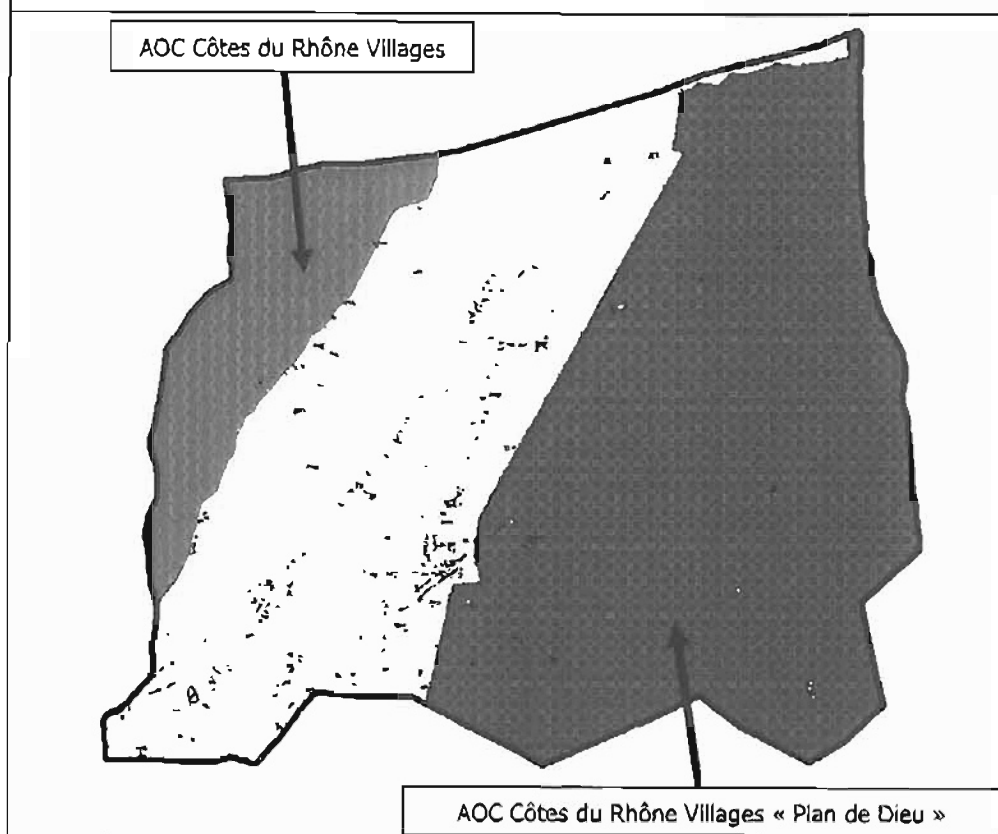 AOC Côtes du Rhône Villages
AOC Côtes du Rhône Villages « Plan de Dieu »